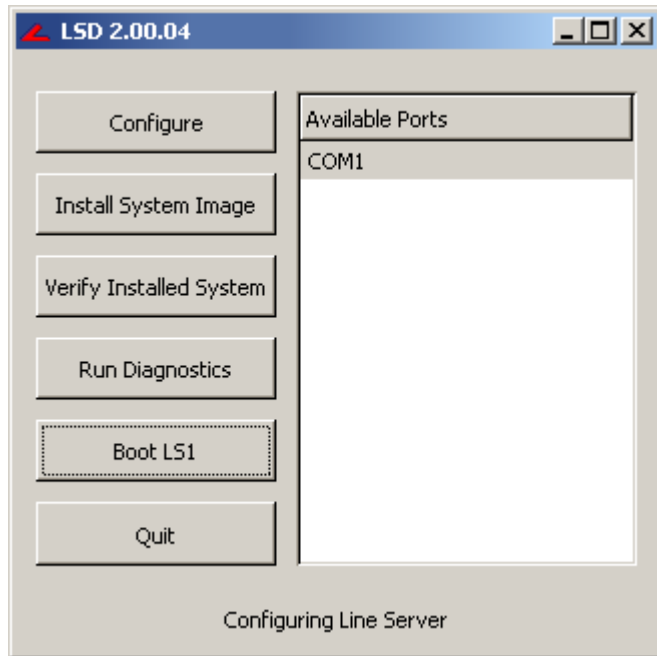 LSD 2.00.04
Configure
Install System Image
Verify Installed System
Run Diagnostics
Boot LS1
Quit
Available Ports
COM1
Configuring Line Server